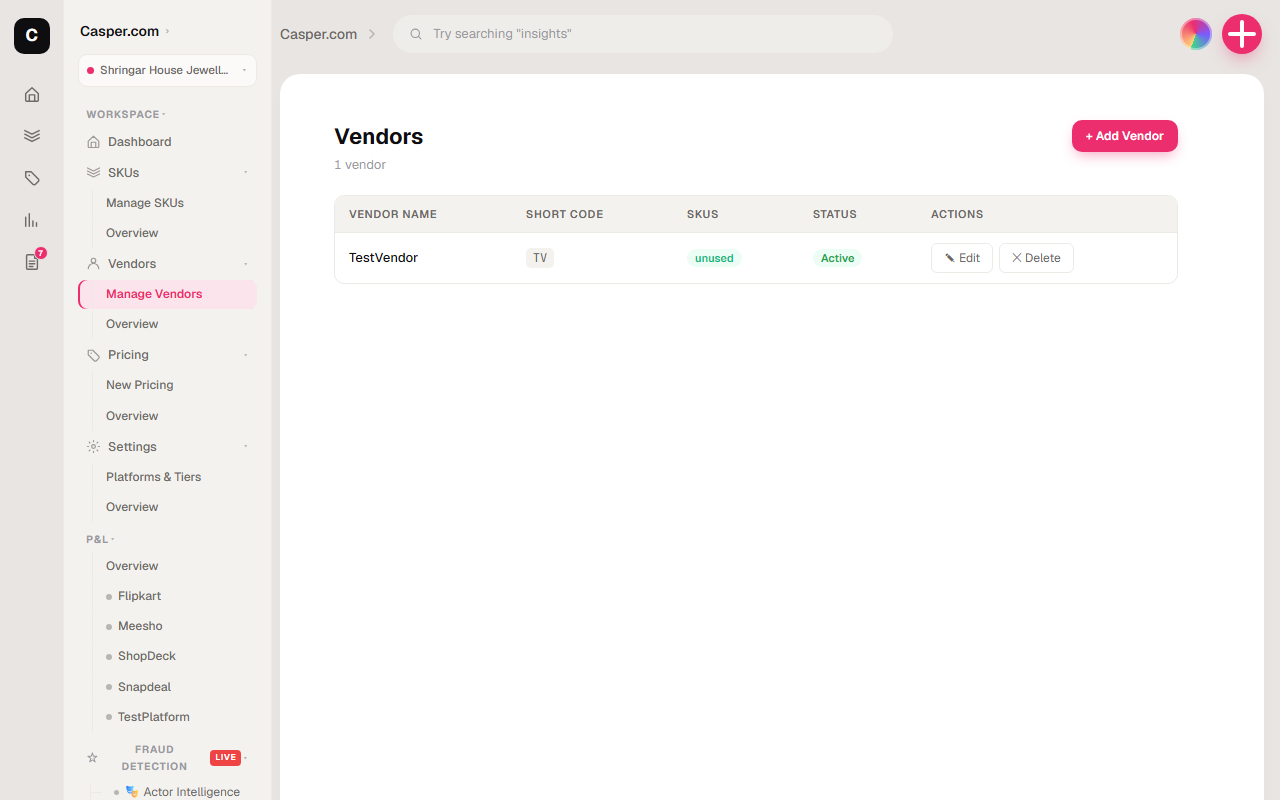 C
Casper.com ›
Shringar House Jewell…
WORKSPACE
Dashboard
SKUs
Manage SKUs
Overview
Vendors
Manage Vendors
Overview
Pricing
New Pricing
Overview
Settings
Platforms & Tiers
Overview
P&L
Overview
Flipkart
Meesho
ShopDeck
Snapdeal
TestPlatform
FRAUD
DETECTION
LIVE
Actor Intelligence
7
Casper.com
Try searching "insights"
Vendors
+ Add Vendor
1 vendor
VENDOR NAME SHORT CODE SKUS STATUS ACTIONS
TestVendor TV unused Active Edit Delete